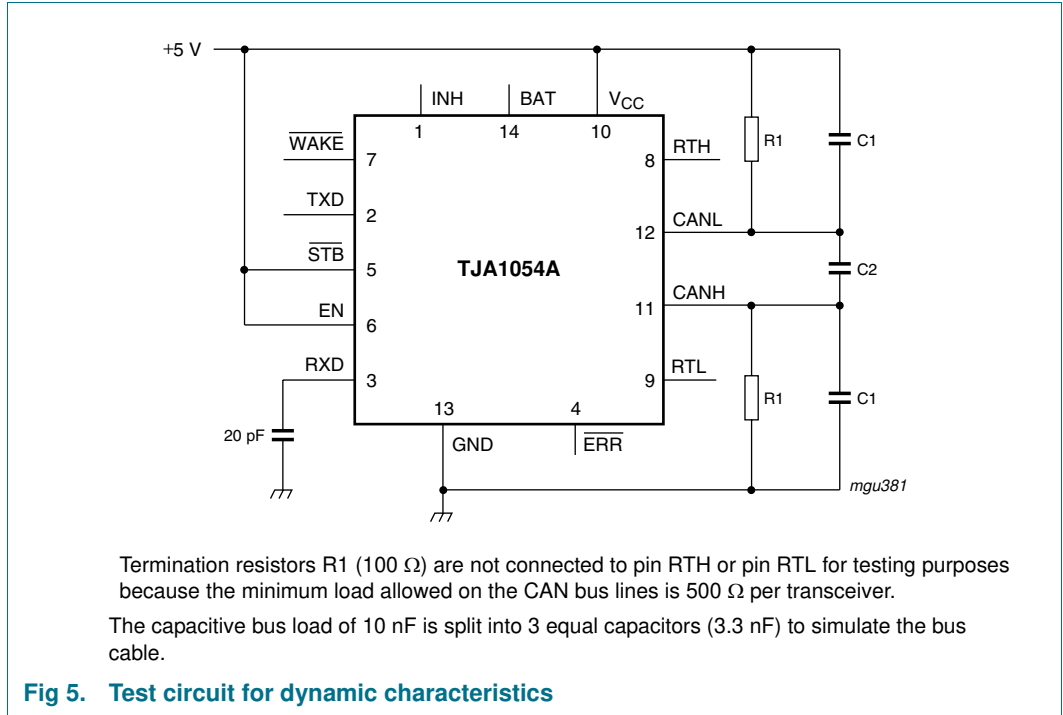 +5 V
INH
BAT
VCC
1
14
10
WAKE
7
8
RTH
R1
C1
TXD
2
12
CANL
STB
5
TJA1054A
C2
EN
6
11
CANH
RXD
3
9
RTL
R1
C1
13
4
20 pF
GND
ERR
mgu381
Termination resistors R1 (100 Ω) are not connected to pin RTH or pin RTL for testing purposes
because the minimum load allowed on the CAN bus lines is 500 Ω per transceiver.
The capacitive bus load of 10 nF is split into 3 equal capacitors (3.3 nF) to simulate the bus
cable.
Fig 5. Test circuit for dynamic characteristics